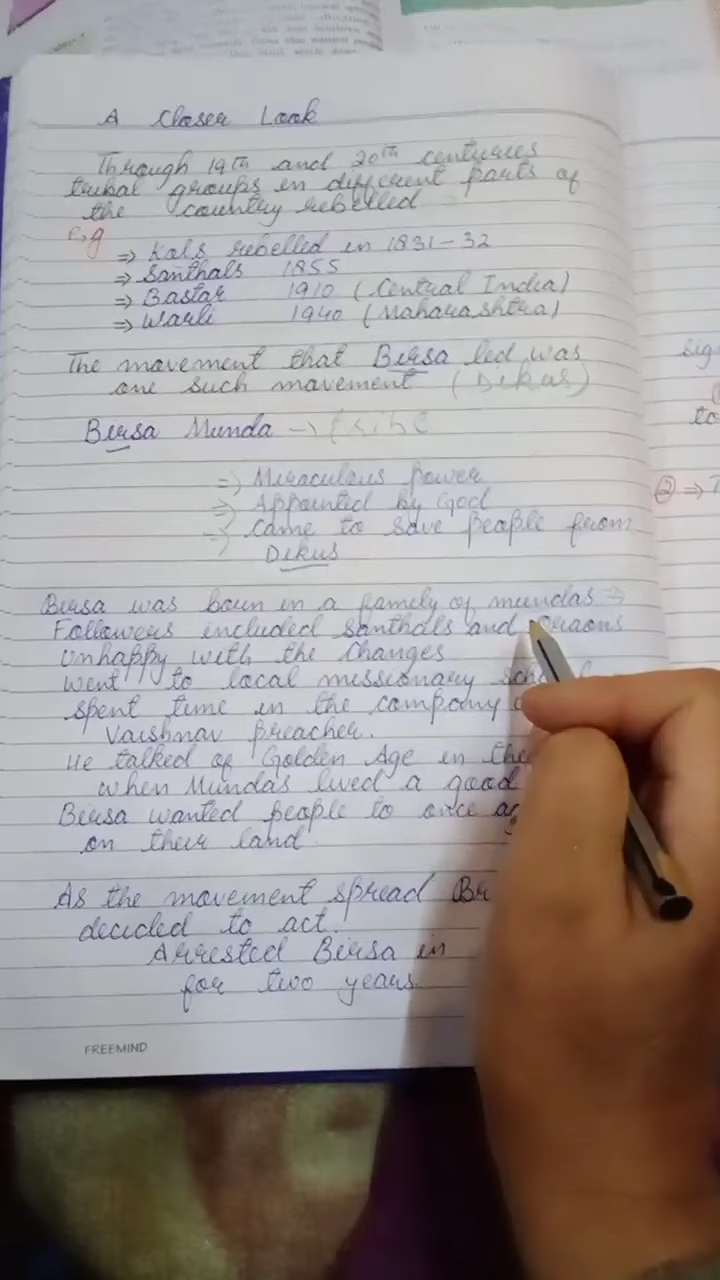 A Closer Look
Through 19th and 20th centuries
tribal groups in different parts of
the country rebelled
e.g
⇒ Kols rebelled in 1831-32
⇒ Santhals 1855
⇒ Bastar 1910 (Central India)
⇒ Warli 1940 (Maharashtra)
The movement that Birsa led was
one such movement (Dikus)
Birsa Munda → tribe
⇒ Miraculous power
⇒ Appointed by God
⇒ Came to save people from
Dikus
Birsa was born in a family of mundas →
Followers included Santhals and Oraons
Unhappy with the Changes
Went to local missionary
spent time in the company
Vaishnav preacher.
He talked of Golden Age in the
when Mundas lived a good
Birsa wanted people to once
on their land
As the movement spread
decided to act.
Arrested Birsa in
for two years
FREEMIND
to
②⇒